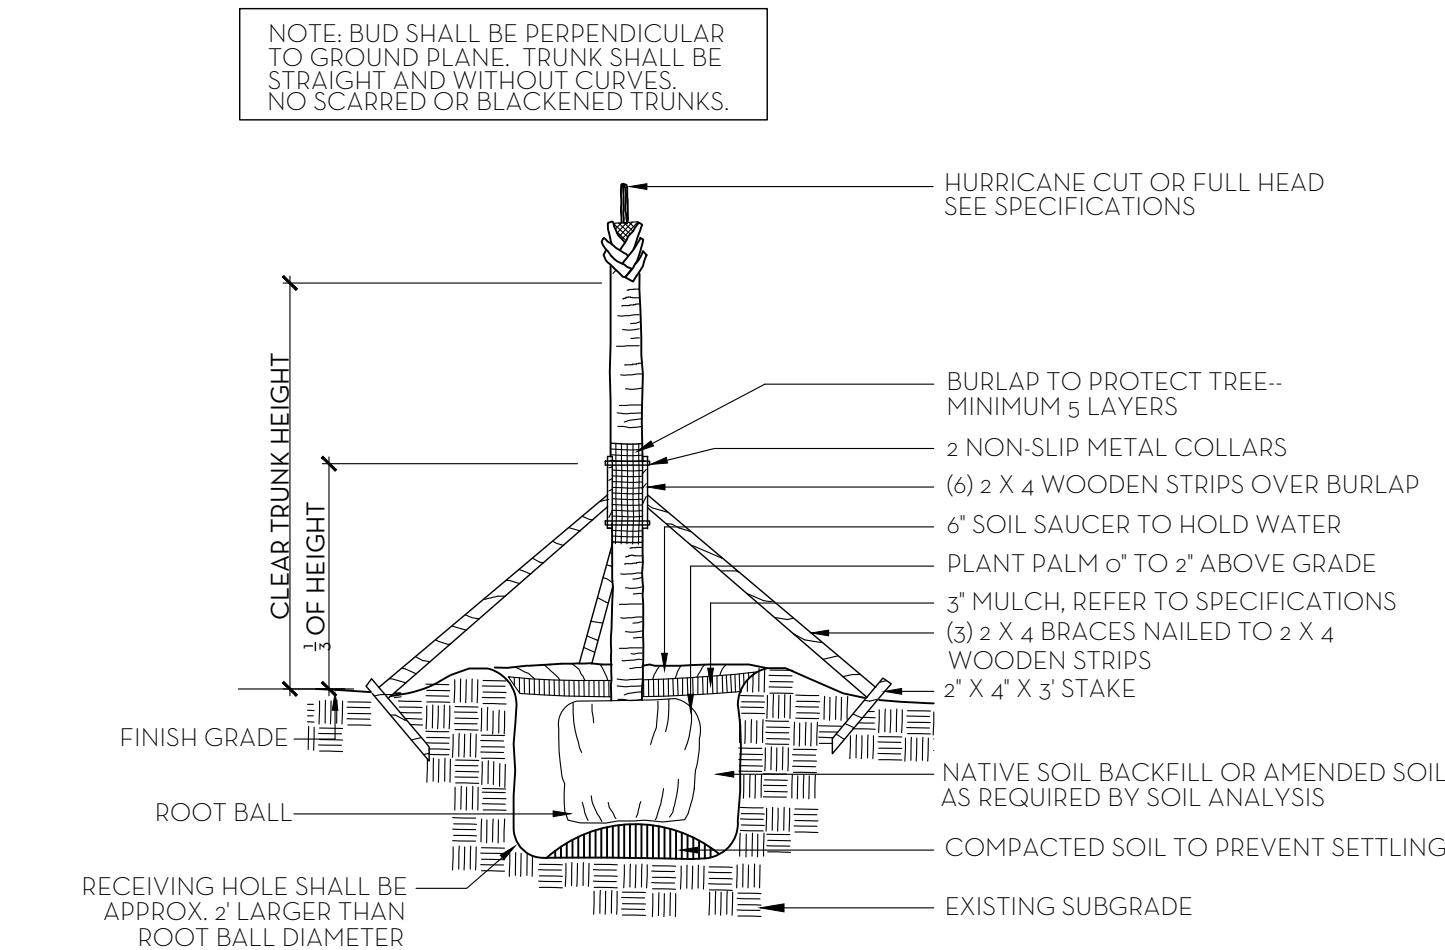 NOTE: BUD SHALL BE PERPENDICULAR
TO GROUND PLANE. TRUNK SHALL BE
STRAIGHT AND WITHOUT CURVES.
NO SCARRED OR BLACKENED TRUNKS.
HURRICANE CUT OR FULL HEAD
SEE SPECIFICATIONS
BURLAP TO PROTECT TREE--
MINIMUM 5 LAYERS
2 NON-SLIP METAL COLLARS
(6) 2 X 4 WOODEN STRIPS OVER BURLAP
6" SOIL SAUCER TO HOLD WATER
PLANT PALM 0" TO 2" ABOVE GRADE
3" MULCH, REFER TO SPECIFICATIONS
(3) 2 X 4 BRACES NAILED TO 2 X 4
WOODEN STRIPS
2" X 4" X 3' STAKE
NATIVE SOIL BACKFILL OR AMENDED SOIL
AS REQUIRED BY SOIL ANALYSIS
COMPACTED SOIL TO PREVENT SETTLING
EXISTING SUBGRADE
CLEAR TRUNK HEIGHT
1/3 OF HEIGHT
FINISH GRADE
ROOT BALL
RECEIVING HOLE SHALL BE
APPROX. 2' LARGER THAN
ROOT BALL DIAMETER